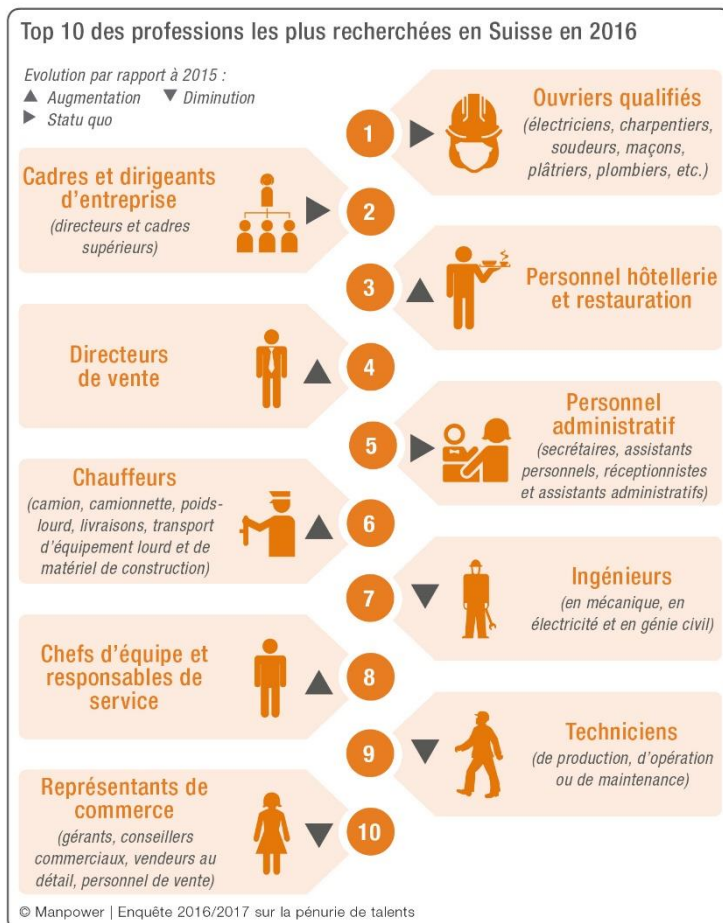 Top 10 des professions les plus recherchées en Suisse en 2016
Evolution par rapport à 2015 :
▲ Augmentation ▼ Diminution
► Statu quo
1
Ouvriers qualifiés
(électriciens, charpentiers,
soudeurs, maçons,
plâtriers, plombiers, etc.)
Cadres et dirigeants
d'entreprise
(directeurs et cadres
supérieurs)
2
3
Personnel hôtellerie
et restauration
Directeurs
de vente
4
5
Personnel
administratif
(secrétaires, assistants
personnels, réceptionnistes
et assistants administratifs)
Chauffeurs
(camion, camionnette, poids-
lourd, livraisons, transport
d'équipement lourd et de
matériel de construction)
6
7
Ingénieurs
(en mécanique, en
électricité et en génie civil)
Chefs d'équipe et
responsables de
service
8
9
Techniciens
(de production, d'opération
ou de maintenance)
Représentants de
commerce
(gérants, conseillers
commerciaux, vendeurs au
détail, personnel de vente)
10
© Manpower | Enquête 2016/2017 sur la pénurie de talents